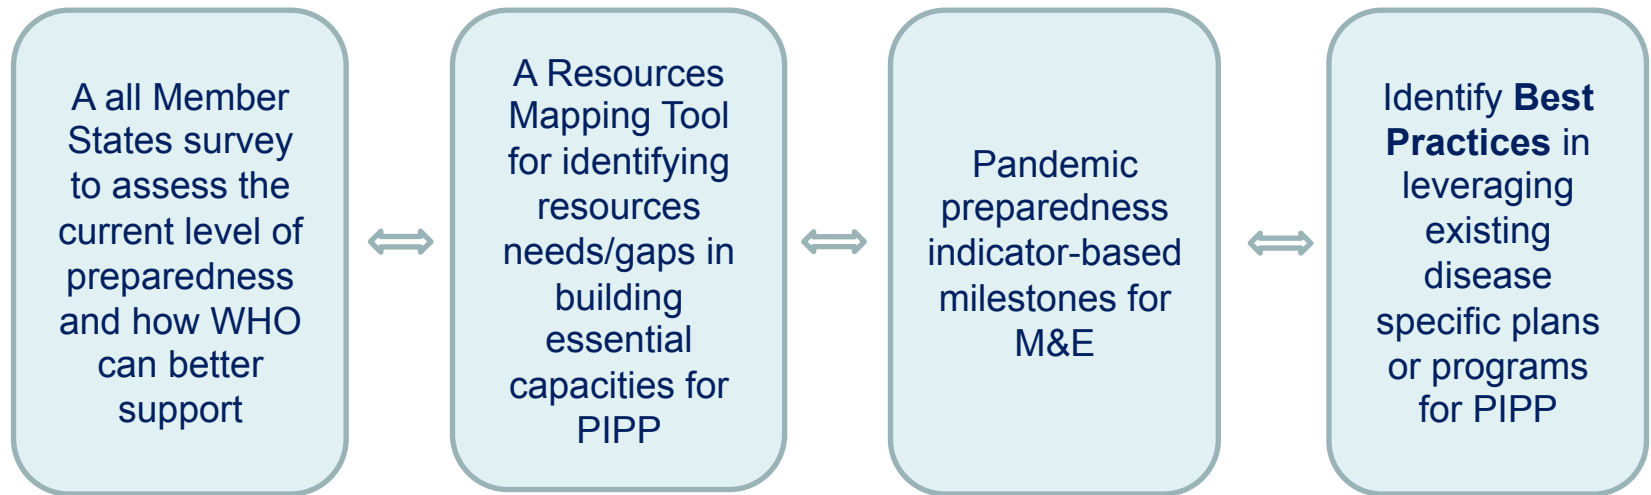 A all Member
States survey
to assess the
current level of
preparedness
and how WHO
can better
support
A Resources
Mapping Tool
for identifying
resources
needs/gaps in
building
essential
capacities for
PIPP
Pandemic
preparedness
indicator-based
milestones for
M&E
Identify Best
Practices in
leveraging
existing
disease
specific plans
or programs
for PIPP